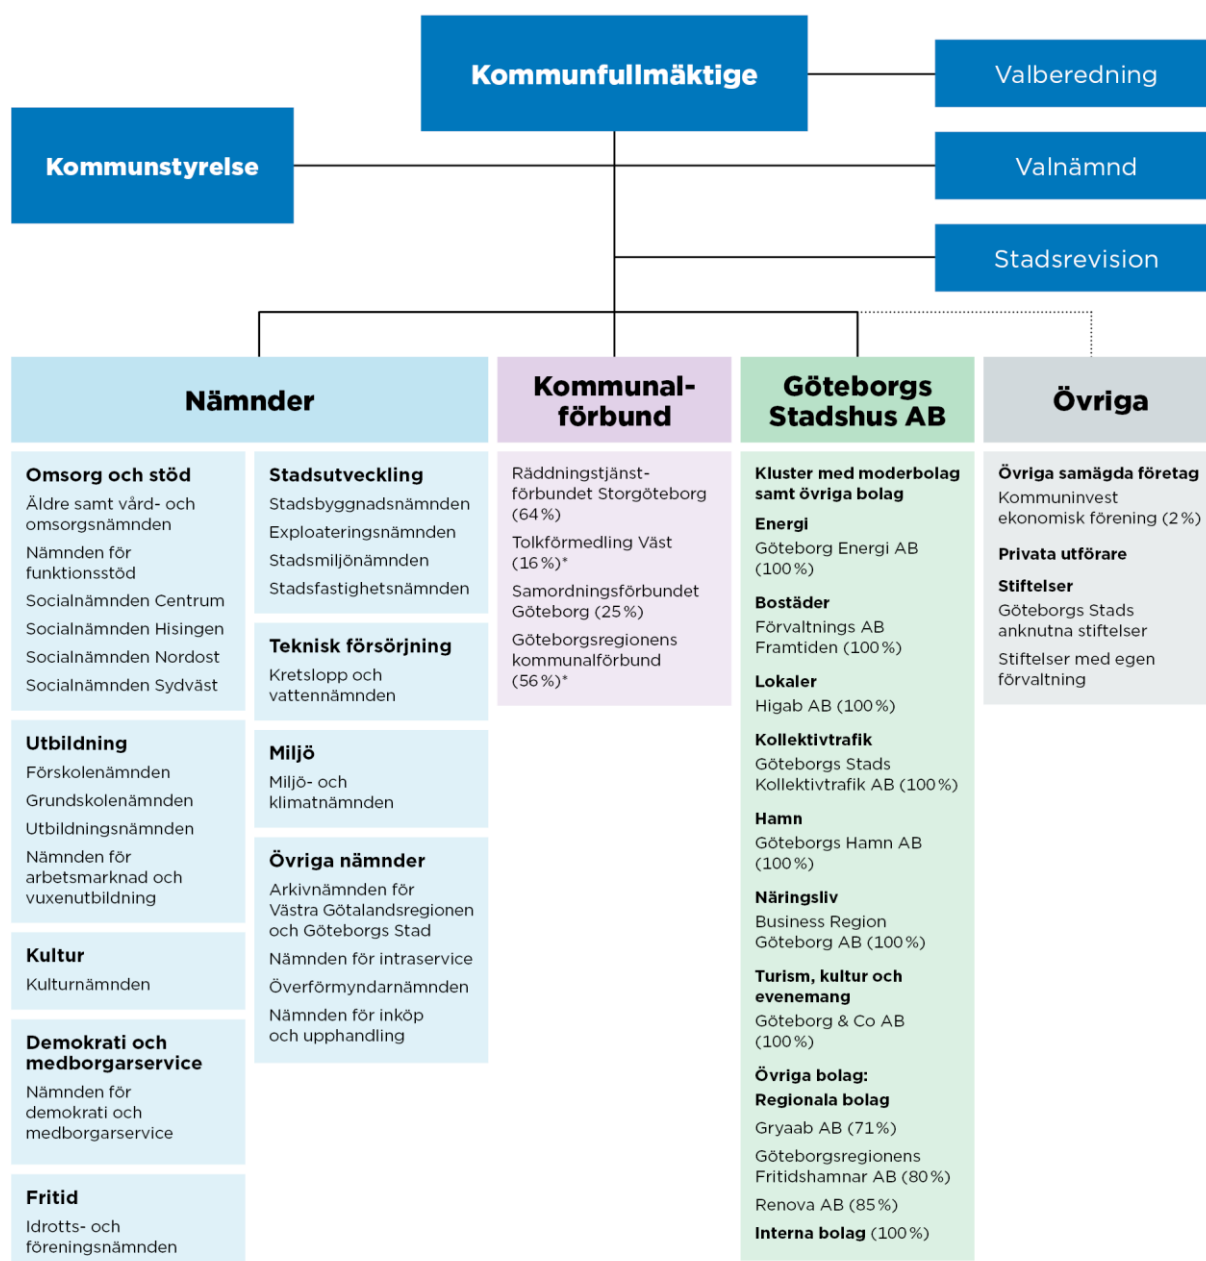 Kommunfullmäktige
Valberedning
Kommunstyrelse
Valnämnd
Stadsrevision
Nämnder
Omsorg och stöd
Äldre samt vård- och
omsorgsnämnden
Nämnden för
funktionsstöd
Socialnämnden Centrum
Socialnämnden Hisingen
Socialnämnden Nordost
Socialnämnden Sydväst
Utbildning
Förskolenämnden
Grundskolenämnden
Utbildningsnämnden
Nämnden för
arbetsmarknad och
vuxenutbildning
Kultur
Kulturnämnden
Demokrati och
medborgarservice
Nämnden för
demokrati och
medborgarservice
Fritid
Idrotts- och
föreningsnämnden
Stadsutveckling
Stadsbyggnadsnämnden
Exploateringsnämnden
Stadsmiljönämnden
Stadsfastighetsnämnden
Teknisk försörjning
Kretslopp och
vattennämnden
Miljö
Miljö- och
klimatnämnden
Övriga nämnder
Arkivnämnden för
Västra Götalandsregionen
och Göteborgs Stad
Nämnden för intraservice
Överförmyndarnämnden
Nämnden för inköp
och upphandling
Kommunal-
förbund
Räddningstjänst-
förbundet Storgöteborg
(64 %)
Tolkförmedling Väst
(16 %)*
Samordningsförbundet
Göteborg (25 %)
Göteborgsregionens
kommunalförbund
(56 %)*
Göteborgs
Stadshus AB
Kluster med moderbolag
samt övriga bolag
Energi
Göteborg Energi AB
(100 %)
Bostäder
Förvaltnings AB
Framtiden (100 %)
Lokaler
Higab AB (100 %)
Kollektivtrafik
Göteborgs Stads
Kollektivtrafik AB (100 %)
Hamn
Göteborgs Hamn AB
(100 %)
Näringsliv
Business Region
Göteborg AB (100 %)
Turism, kultur och
evenemang
Göteborg & Co AB
(100 %)
Övriga bolag:
Regionala bolag
Gryaab AB (71 %)
Göteborgsregionens
Fritidshamnar AB (80 %)
Renova AB (85 %)
Interna bolag (100 %)
Övriga
Övriga samägda företag
Kommuninvest
ekonomisk förening (2 %)
Privata utförare
Stiftelser
Göteborgs Stads
anknutna stiftelser
Stiftelser med egen
förvaltning